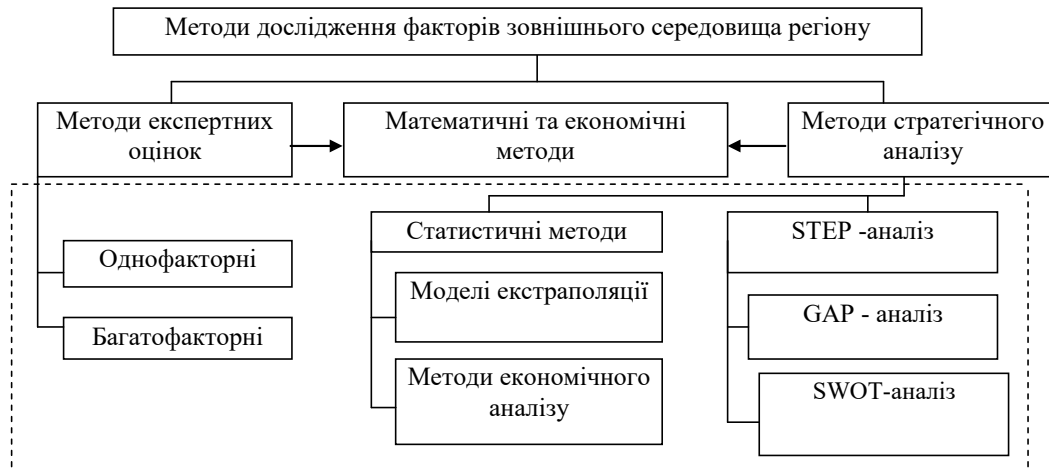 Методи дослідження факторів зовнішнього середовища регіону
Методи експертних
оцінок
Математичні та економічні
методи
Методи стратегічного
аналізу
Однофакторні
Багатофакторні
Статистичні методи
Моделі екстраполяції
Методи економічного
аналізу
STEP -аналіз
GAP - аналіз
SWOT-аналіз